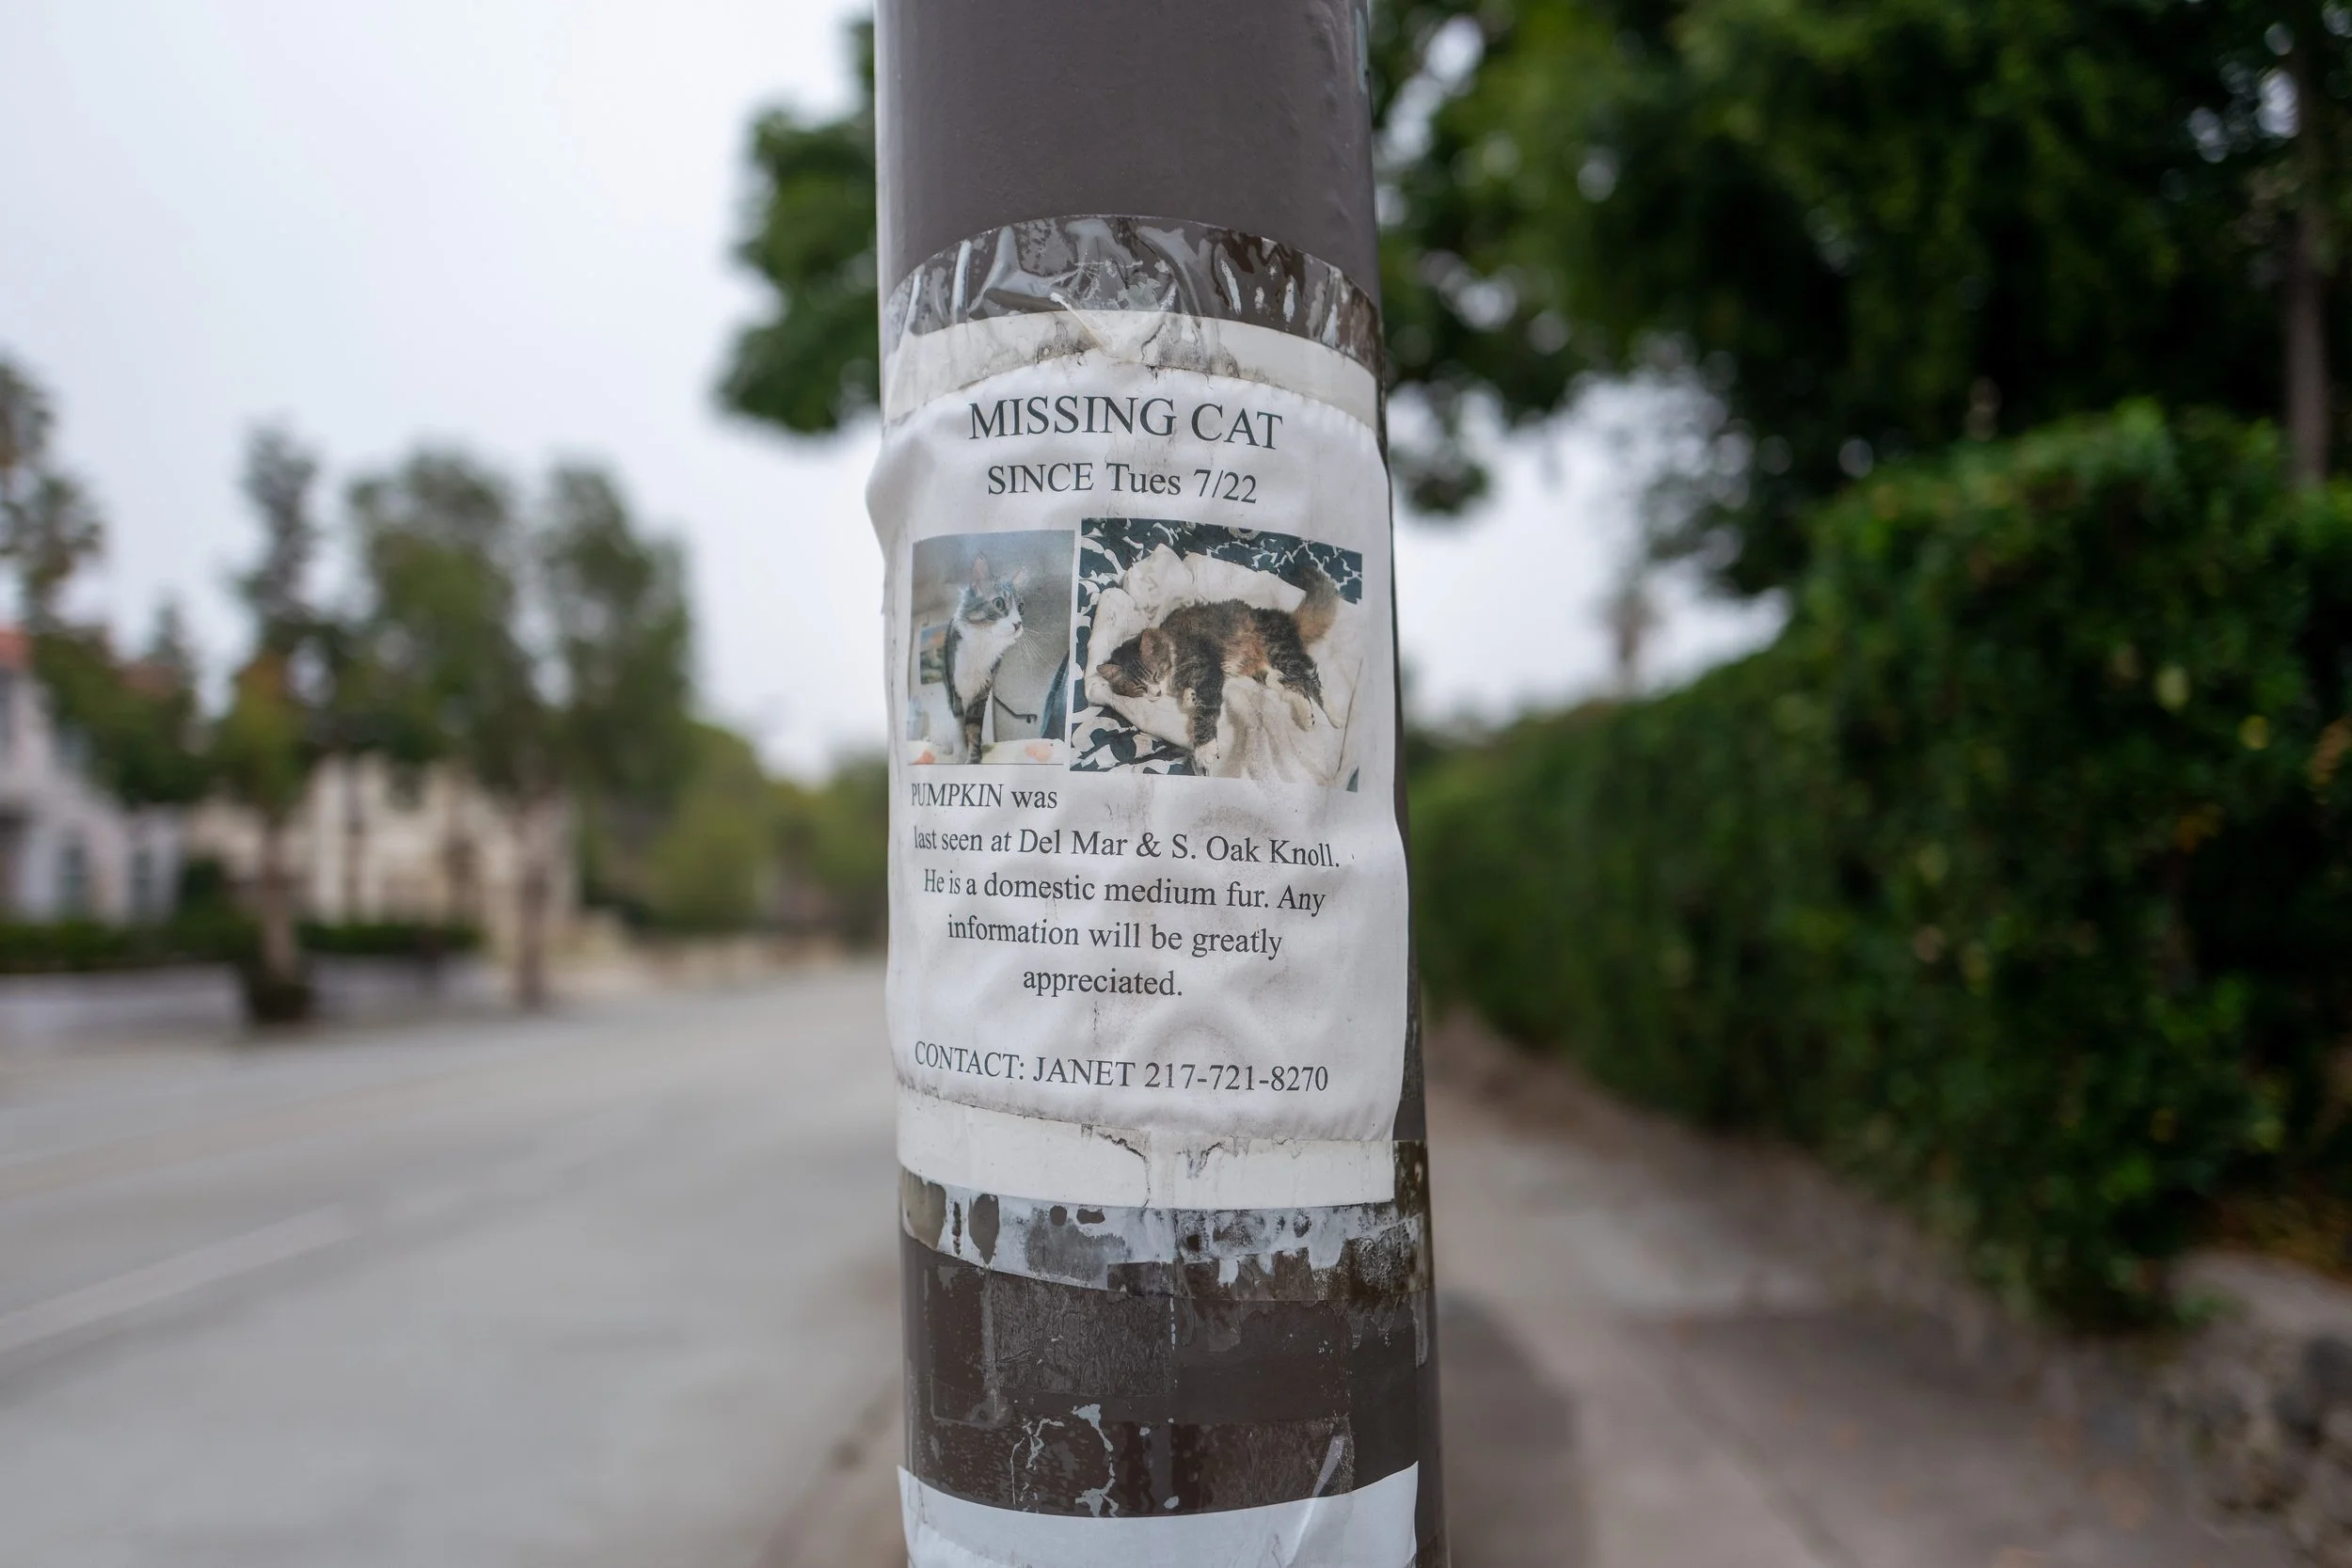 MISSING CAT
SINCE Tues 7/22
PUMPKIN was
last seen at Del Mar & S. Oak Knoll.
He is a domestic medium fur. Any
information will be greatly
appreciated.
CONTACT: JANET 217-721-8270